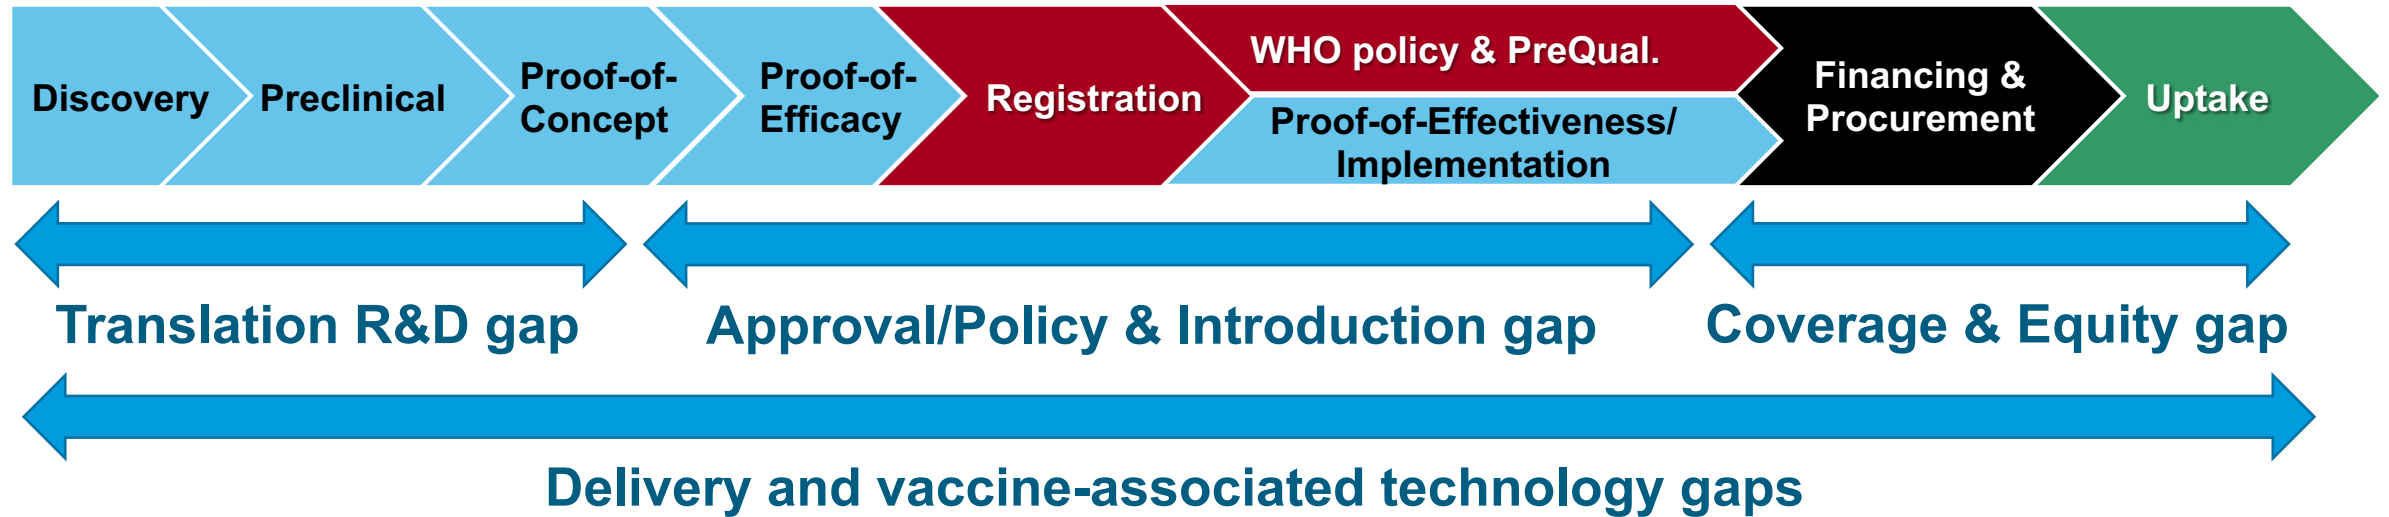 Discovery
Preclinical
Proof-of-
Concept
Proof-of-
Efficacy
Registration
WHO policy & PreQual.
Proof-of-Effectiveness/
Implementation
Financing &
Procurement
Uptake
Translation R&D gap
Approval/Policy & Introduction gap
Coverage & Equity gap
Delivery and vaccine-associated technology gaps